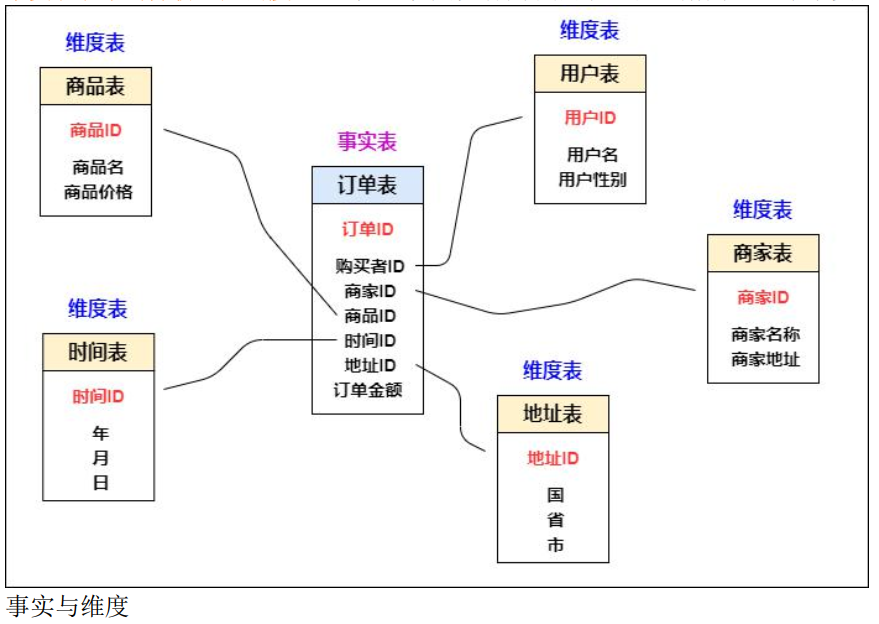 维度表
商品表
商品ID
商品名
商品价格
维度表
用户表
用户ID
用户名
用户性别
事实表
订单表
订单ID
购买者ID
商家ID
商品ID
时间ID
地址ID
订单金额
维度表
商家表
商家ID
商家名称
商家地址
维度表
时间表
时间ID
年
月
日
维度表
地址表
地址ID
国
省
市
事实与维度